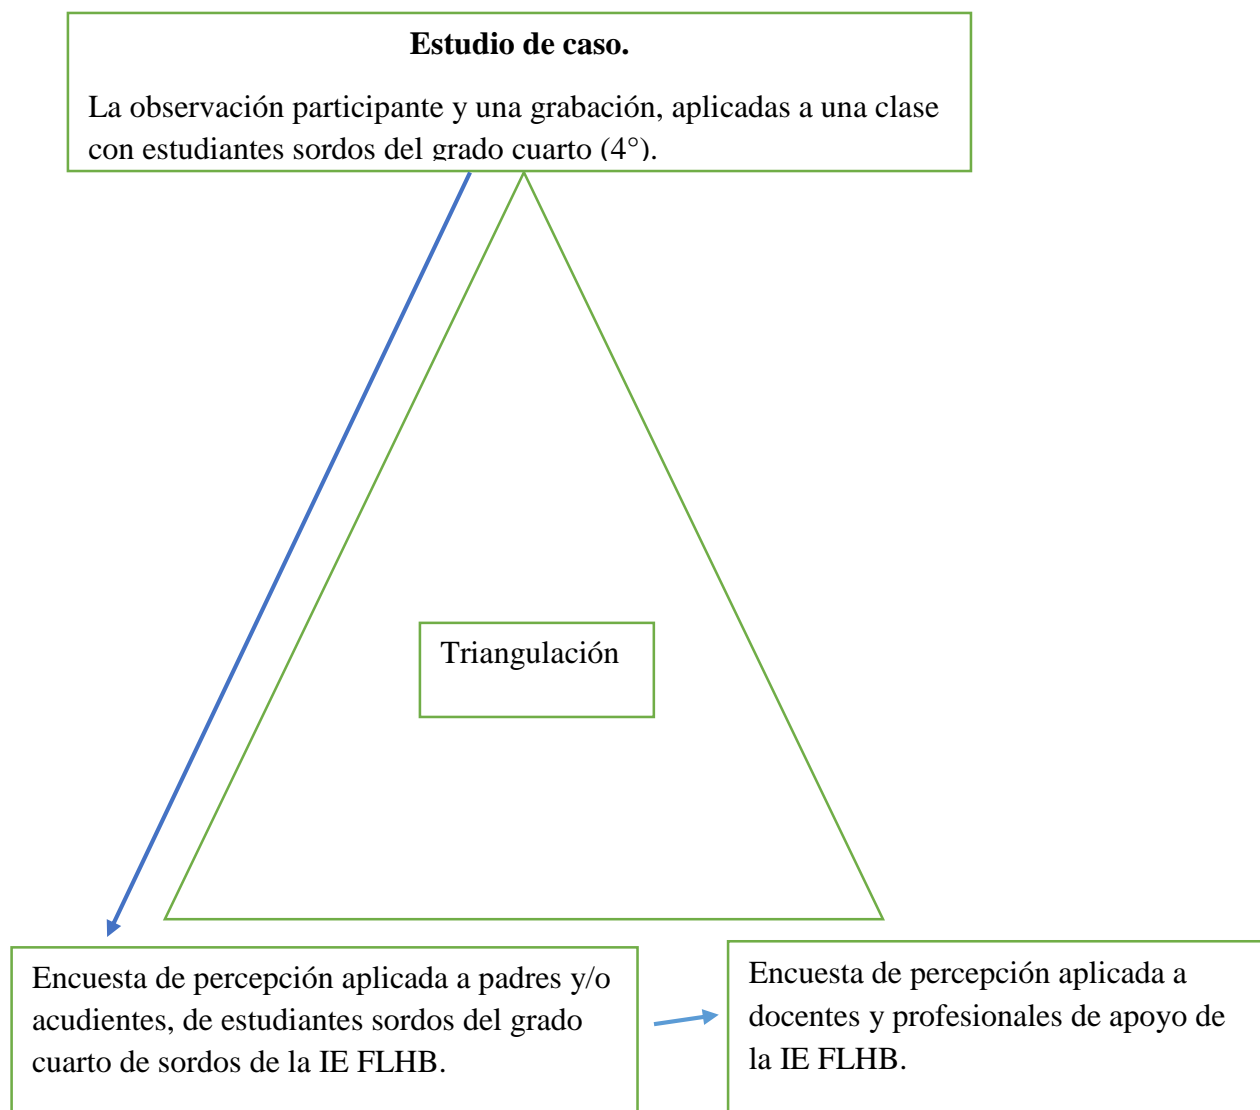 Estudio de caso.
La observación participante y una grabación, aplicadas a una clase
con estudiantes sordos del grado cuarto (4°).
Triangulación
Encuesta de percepción aplicada a padres y/o
acudientes, de estudiantes sordos del grado
cuarto de sordos de la IE FLHB.
Encuesta de percepción aplicada a
docentes y profesionales de apoyo de
la IE FLHB.